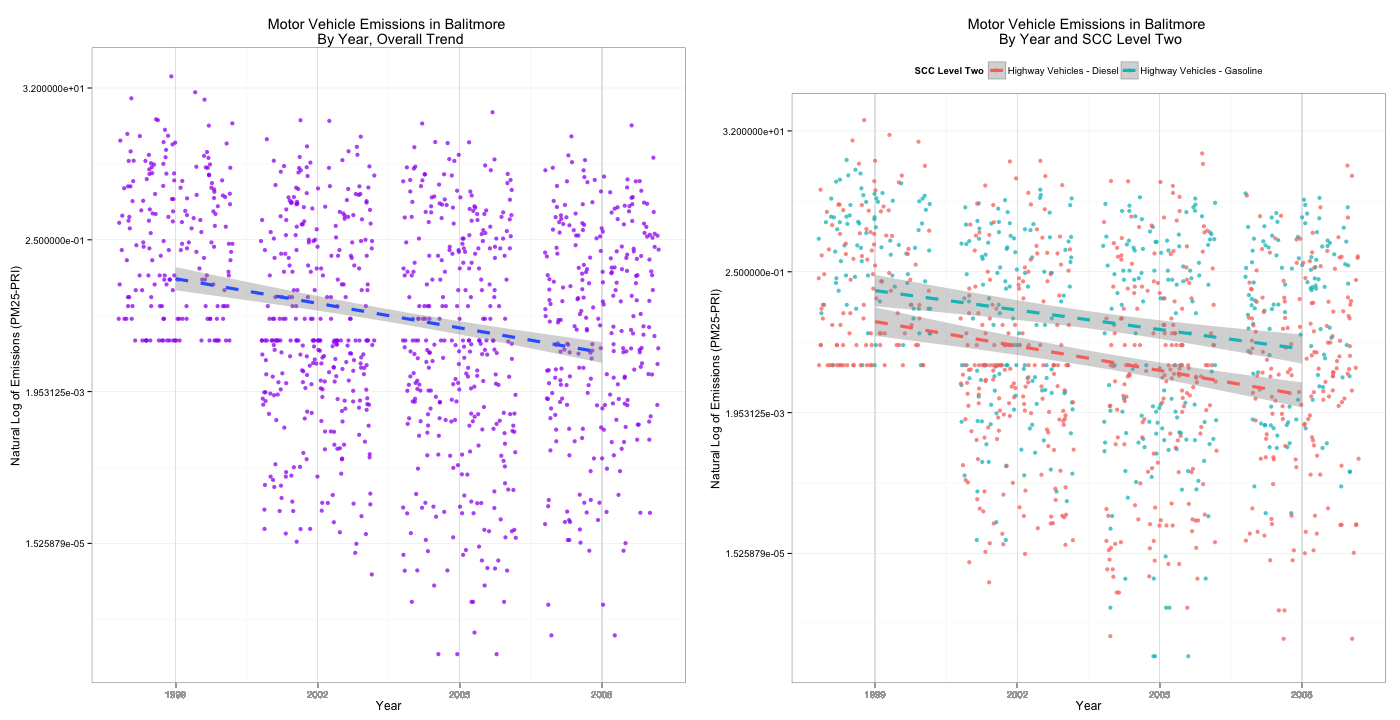 Motor Vehicle Emissions in Balitmore
By Year, Overall Trend
Natural Log of Emissions (PM25-PRI)
3.200000e+01
2.500000e-01
1.953125e-03
1.525879e-05
1999 2002 2005 2008
Year
Motor Vehicle Emissions in Balitmore
By Year and SCC Level Two
SCC Level Two Highway Vehicles - Diesel Highway Vehicles - Gasoline
Natural Log of Emissions (PM25-PRI)
3.200000e+01
2.500000e-01
1.953125e-03
1.525879e-05
1999 2002 2005 2008
Year